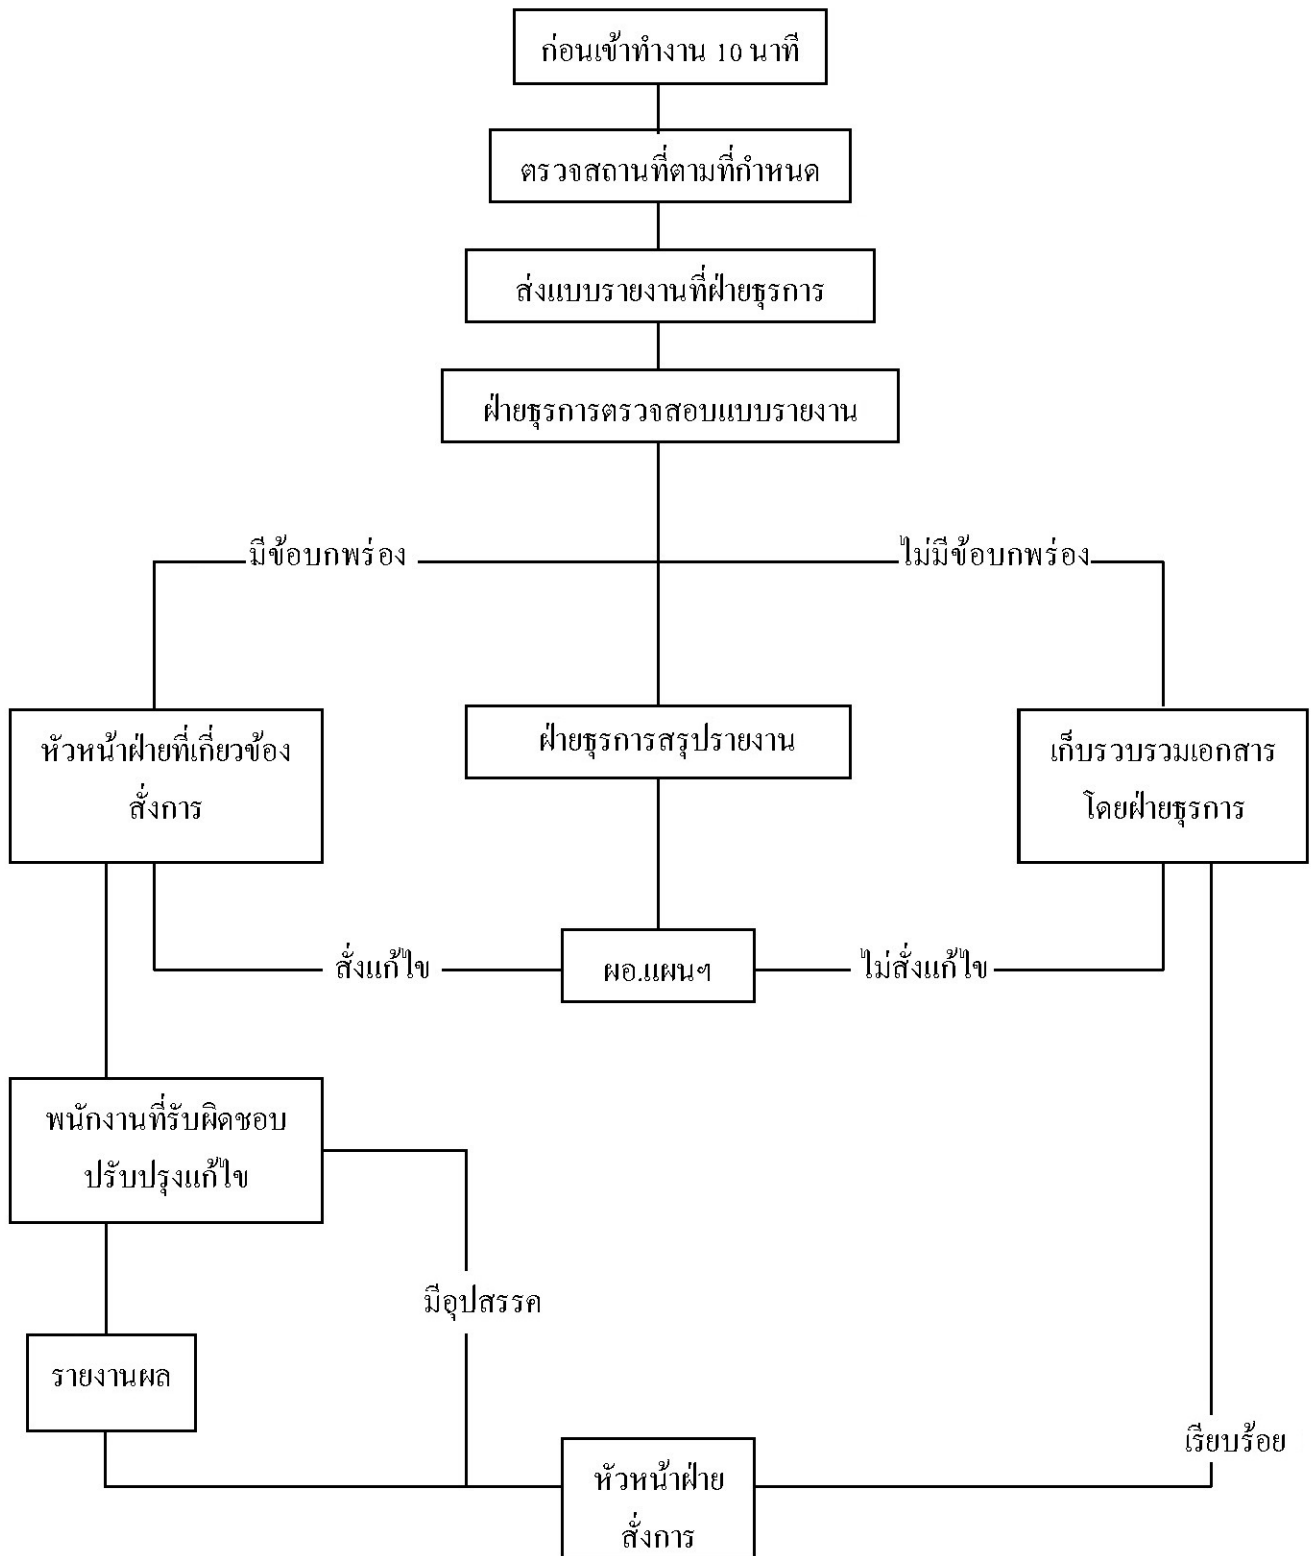 ก่อนเข้าทำงาน 10 นาที
ตรวจสถานที่ตามที่กำหนด
ส่งแบบรายงานที่ฝ่ายธุรการ
ฝ่ายธุรการตรวจสอบแบบรายงาน
มีข้อบกพร่อง
ไม่มีข้อบกพร่อง
หัวหน้าฝ่ายที่เกี่ยวข้อง
สั่งการ
ฝ่ายธุรการสรุปรายงาน
เก็บรวบรวมเอกสาร
โดยฝ่ายธุรการ
สั่งแก้ไข
ผอ.แผนฯ
ไม่สั่งแก้ไข
พนักงานที่รับผิดชอบ
ปรับปรุงแก้ไข
มีอุปสรรค
รายงานผล
เรียบร้อย
หัวหน้าฝ่าย
สั่งการ